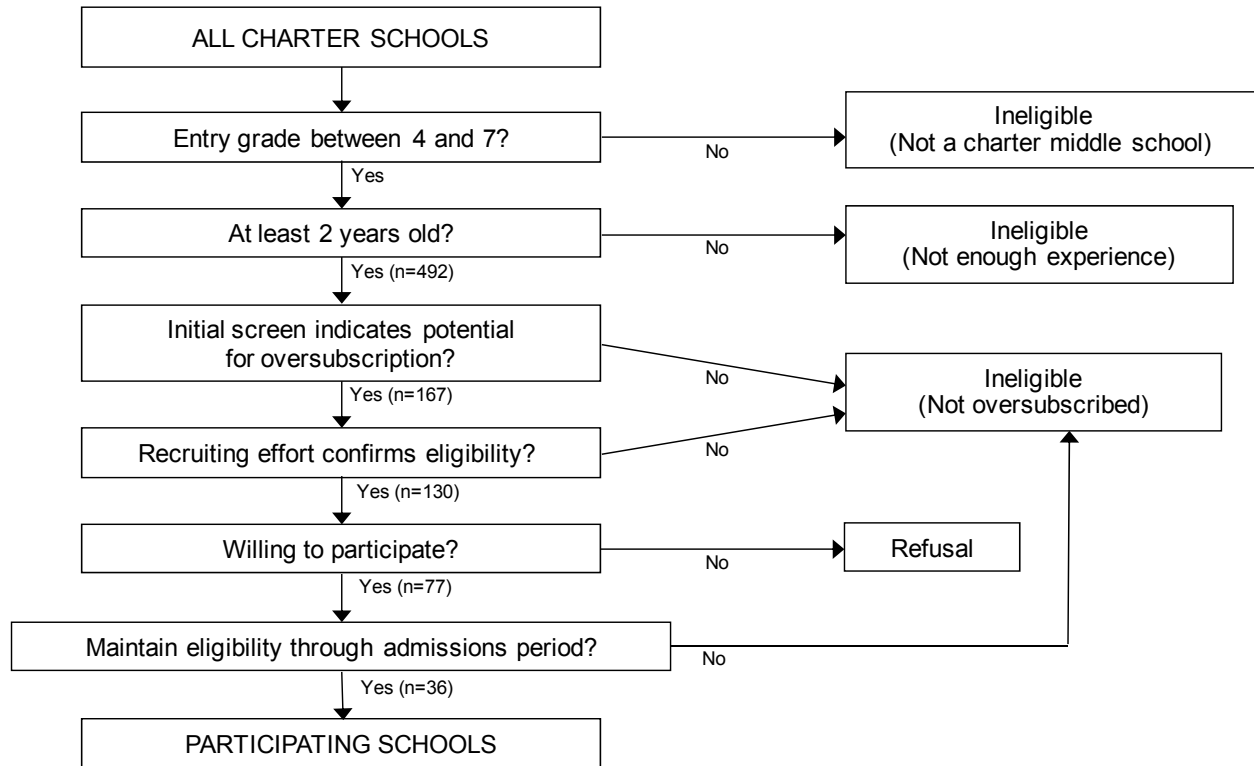 ALL CHARTER SCHOOLS
Entry grade between 4 and 7?
No
Ineligible
(Not a charter middle school)
Yes
At least 2 years old?
No
Ineligible
(Not enough experience)
Yes (n=492)
Initial screen indicates potential
for oversubscription?
No
Ineligible
(Not oversubscribed)
Yes (n=167)
Recruiting effort confirms eligibility?
No
Yes (n=130)
Willing to participate?
No
Refusal
Yes (n=77)
Maintain eligibility through admissions period?
No
Yes (n=36)
PARTICIPATING SCHOOLS